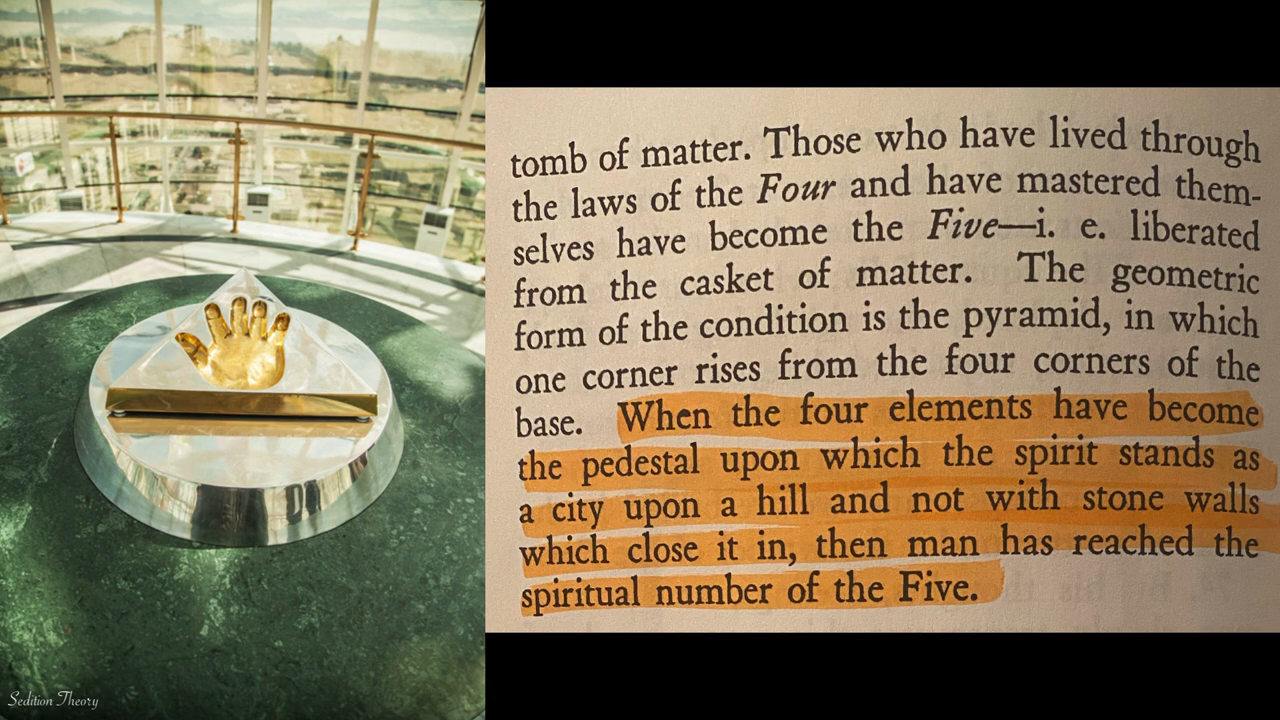 tomb of matter. Those who have lived through
the laws of the Four and have mastered them-
selves have become the Five—i. e. liberated
from the casket of matter. The geometric
form of the condition is the pyramid, in which
one corner rises from the four corners of the
base. When the four elements have become
the pedestal upon which the spirit stands as
a city upon a hill and not with stone walls
which close it in, then man has reached the
spiritual number of the Five.
Sedition Theory